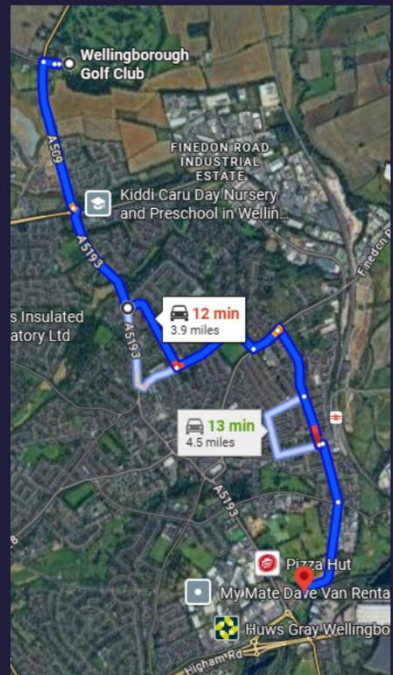 Wellingborough
Golf Club
A509
FINEDON ROAD
INDUSTRIAL
ESTATE
Kiddi Caru Day Nursery
and Preschool in Wellin...
A5193
Finedon R
s Insulated
atory Ltd
A5193
12 min
3.9 miles
13 min
4.5 miles
A5193
8
Pizza Hut
My Mate Dave Van Renta
Huws Gray Wellingbo
Higham Rd